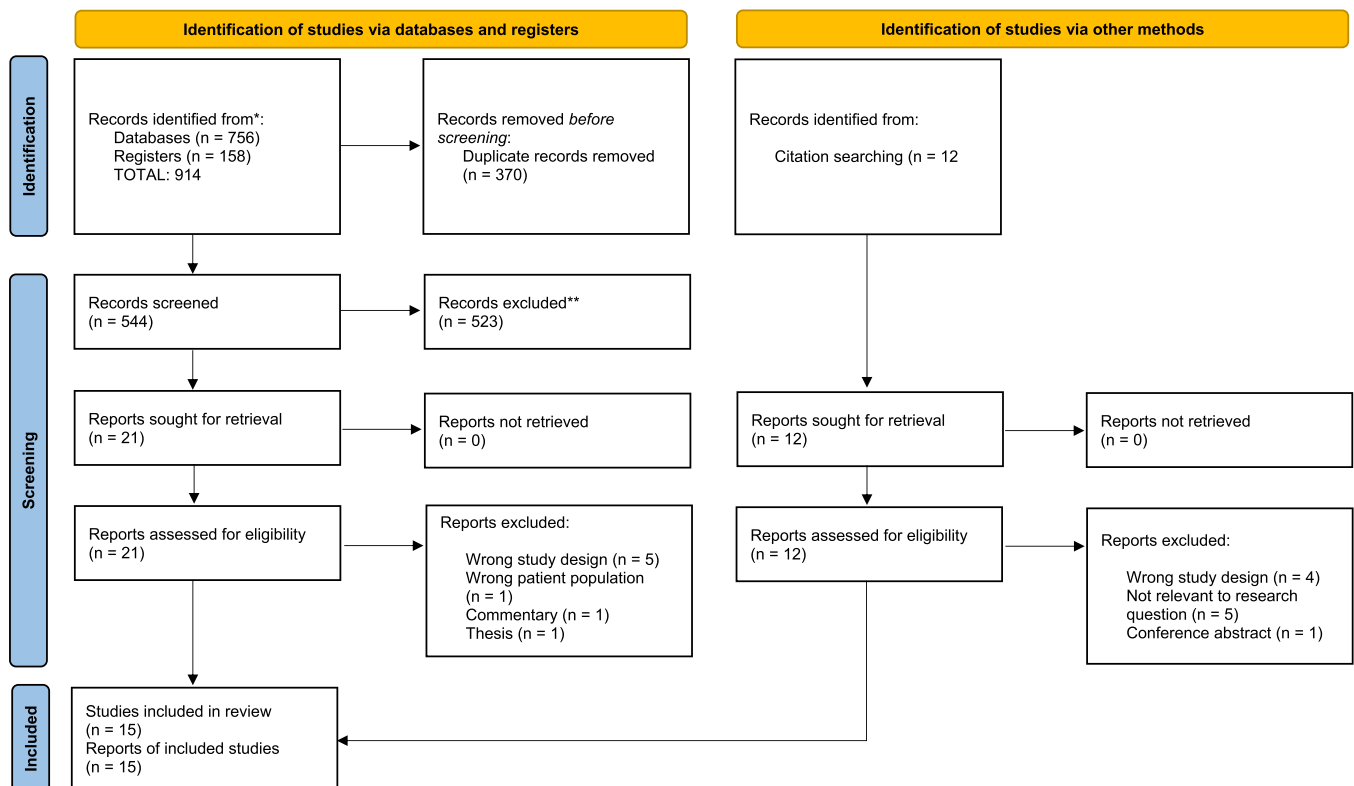 Identification of studies via databases and registers
Identification of studies via other methods
Identification
Records identified from*:
Databases (n = 756)
Registers (n = 158)
TOTAL: 914
Records removed before
screening:
Duplicate records removed
(n = 370)
Records identified from:
Citation searching (n = 12
Screening
Records screened
(n = 544)
Records excluded**
(n = 523)
Reports sought for retrieval
(n = 21)
Reports not retrieved
(n = 0)
Reports sought for retrieval
(n = 12)
Reports not retrieved
(n = 0)
Reports assessed for eligibility
(n = 21)
Reports excluded:
Wrong study design (n = 5)
Wrong patient population
(n = 1)
Commentary (n = 1)
Thesis (n = 1)
Reports assessed for eligibility
(n = 12)
Reports excluded:
Wrong study design (n = 4)
Not relevant to research
question (n = 5)
Conference abstract (n = 1)
Included
Studies included in review
(n = 15)
Reports of included studies
(n = 15)